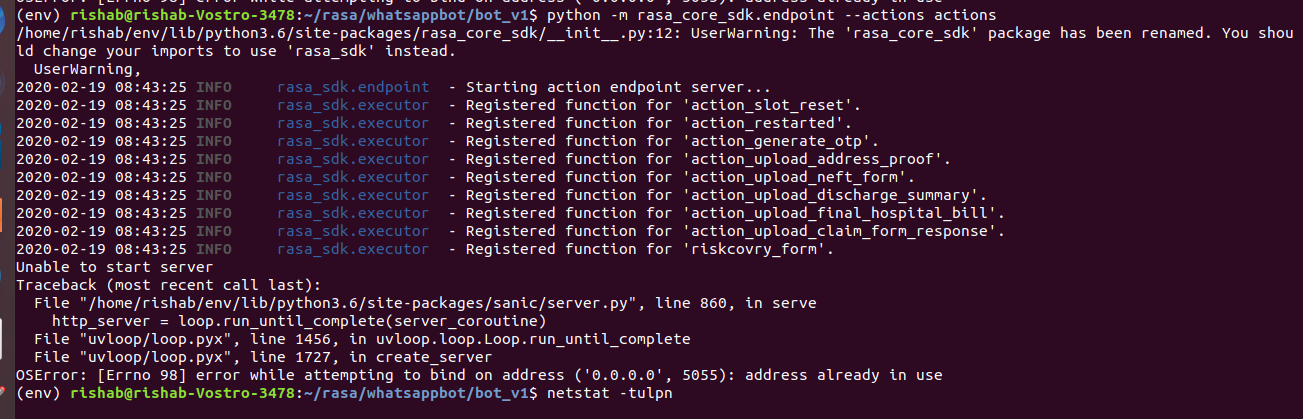 OSError: [Errno 98] error while attempting to bind on address ('0.0.0.0', 5055): address already in use
(env) rishab@rishab-Vostro-3478:~/rasa/whatsappbot/bot_v1$ python -m rasa_core_sdk.endpoint --actions actions
/home/rishab/env/lib/python3.6/site-packages/rasa_core_sdk/__init__.py:12: UserWarning: The 'rasa_core_sdk' package has been renamed. You shou
ld change your imports to use 'rasa_sdk' instead.
  UserWarning,
2020-02-19 08:43:25 INFO     rasa_sdk.endpoint  - Starting action endpoint server...
2020-02-19 08:43:25 INFO     rasa_sdk.executor  - Registered function for 'action_slot_reset'.
2020-02-19 08:43:25 INFO     rasa_sdk.executor  - Registered function for 'action_restarted'.
2020-02-19 08:43:25 INFO     rasa_sdk.executor  - Registered function for 'action_generate_otp'.
2020-02-19 08:43:25 INFO     rasa_sdk.executor  - Registered function for 'action_upload_address_proof'.
2020-02-19 08:43:25 INFO     rasa_sdk.executor  - Registered function for 'action_upload_neft_form'.
2020-02-19 08:43:25 INFO     rasa_sdk.executor  - Registered function for 'action_upload_discharge_summary'.
2020-02-19 08:43:25 INFO     rasa_sdk.executor  - Registered function for 'action_upload_final_hospital_bill'.
2020-02-19 08:43:25 INFO     rasa_sdk.executor  - Registered function for 'action_upload_claim_form_response'.
2020-02-19 08:43:25 INFO     rasa_sdk.executor  - Registered function for 'riskcovry_form'.
Unable to start server
Traceback (most recent call last):
  File "/home/rishab/env/lib/python3.6/site-packages/sanic/server.py", line 860, in serve
    http_server = loop.run_until_complete(server_coroutine)
  File "uvloop/loop.pyx", line 1456, in uvloop.loop.Loop.run_until_complete
  File "uvloop/loop.pyx", line 1727, in create_server
OSError: [Errno 98] error while attempting to bind on address ('0.0.0.0', 5055): address already in use
(env) rishab@rishab-Vostro-3478:~/rasa/whatsappbot/bot_v1$ netstat -tulpn